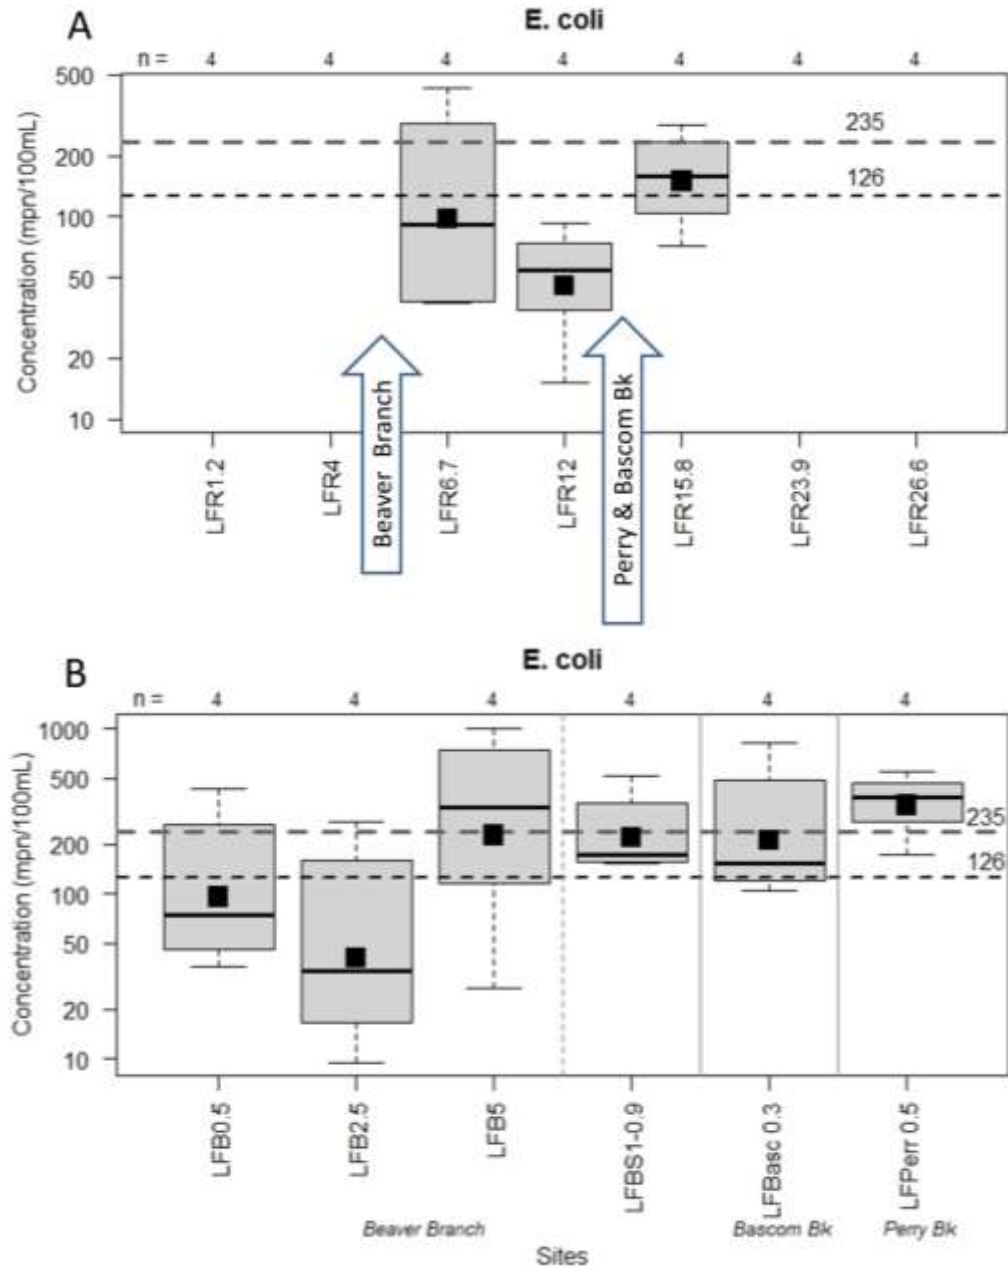 A
E. coli
n = 4 4 4 4 4 4 4
500
200
100
50
20
10
Concentration (mpn/100mL)
235
126
LFR1.2
LFR4
LFR6.7
LFR12
LFR15.8
LFR23.9
LFR26.6
Beaver Branch
Perry & Bascom Bk
B
E. coli
n = 4 4 4 4 4 4
1000
500
200
100
50
20
10
Concentration (mpn/100mL)
235
126
LFB0.5
LFB2.5
LFB5
LFBS1-0.9
LFBasc 0.3
LFPerr 0.5
Beaver Branch Bascom Bk Perry Bk
Sites